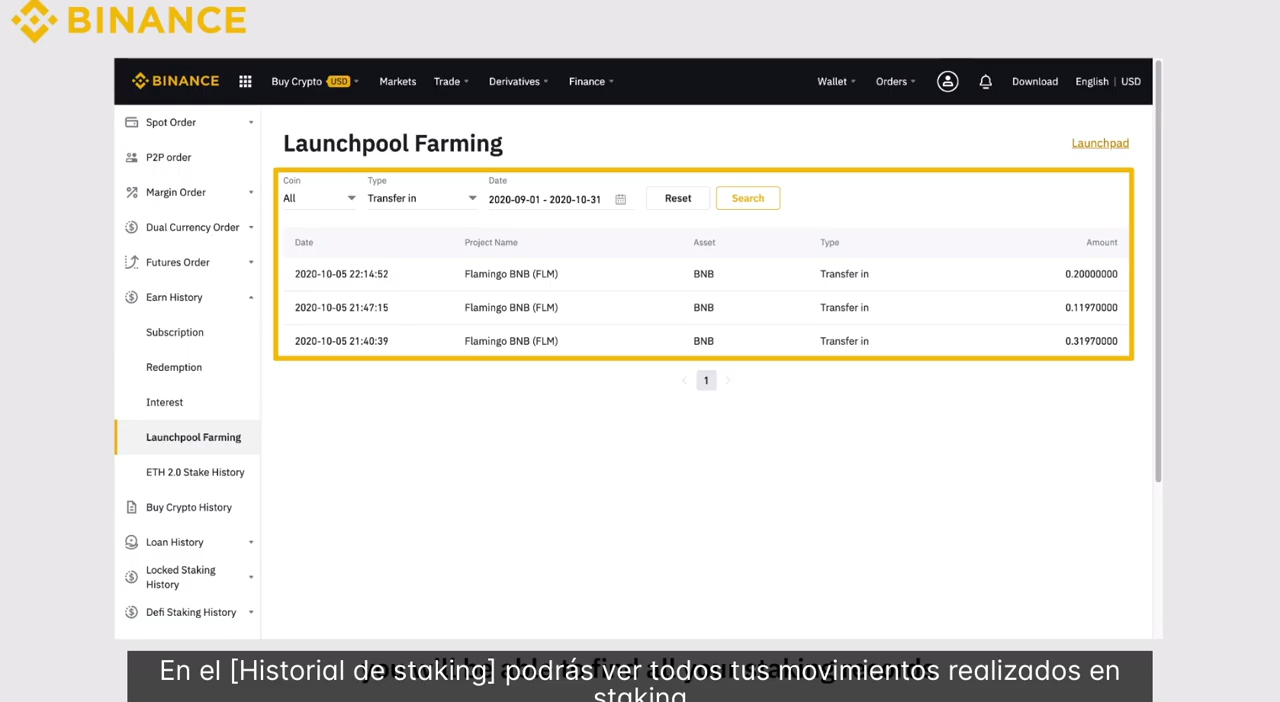 BINANCE
BINANCE Buy Crypto USD Markets Trade Derivatives Finance Wallet Orders Download English | USD
Spot Order
P2P order
Margin Order
Dual Currency Order
Futures Order
Earn History
Subscription
Redemption
Interest
Launchpool Farming
ETH 2.0 Stake History
Buy Crypto History
Loan History
Locked Staking
History
Defi Staking History
Launchpool Farming Launchpad
Coin Type Date
All Transfer in 2020-09-01 - 2020-10-31 Reset Search
Date Project Name Asset Type Amount
2020-10-05 22:14:52 Flamingo BNB (FLM) BNB Transfer in 0.20000000
2020-10-05 21:47:15 Flamingo BNB (FLM) BNB Transfer in 0.11970000
2020-10-05 21:40:39 Flamingo BNB (FLM) BNB Transfer in 0.31970000
< 1 >
En el [Historial de staking] podrás ver todos tus movimientos realizados en
staking